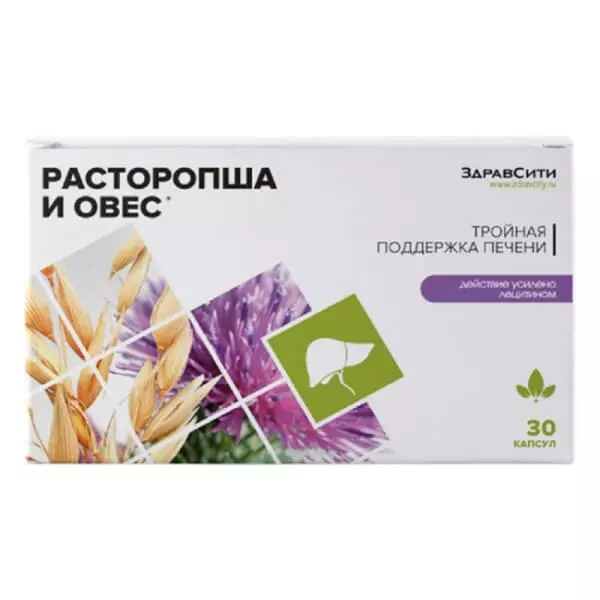 РАСТОРОПША
И ОВЕС*
ЗДРАВСИТИ
www.zdravcity.ru
ТРОЙНАЯ
ПОДДЕРЖКА ПЕЧЕНИ
действие усилено
лецитином
30
КАПСУЛ